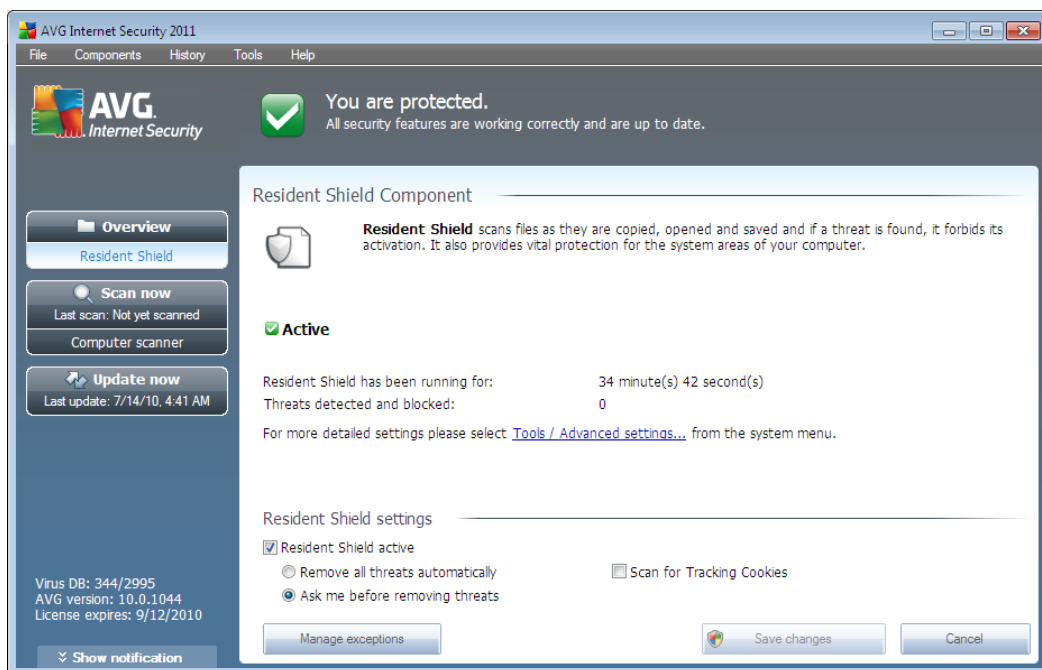 AVG Internet Security 2011
File Components History Tools Help
AVG.
Internet Security
You are protected.
All security features are working correctly and are up to date.
Resident Shield Component
Resident Shield scans files as they are copied, opened and saved and if a threat is found, it forbids its
activation. It also provides vital protection for the system areas of your computer.
Overview
Resident Shield
Scan now
Last scan: Not yet scanned
Computer scanner
Update now
Last update: 7/14/10, 4:41 AM
Active
Resident Shield has been running for: 34 minute(s) 42 second(s)
Threats detected and blocked: 0
For more detailed settings please select Tools / Advanced settings... from the system menu.
Resident Shield settings
Resident Shield active
Remove all threats automatically Scan for Tracking Cookies
Ask me before removing threats
Manage exceptions Save changes Cancel
Virus DB: 344/2995
AVG version: 10.0.1044
License expires: 9/12/2010
Show notification